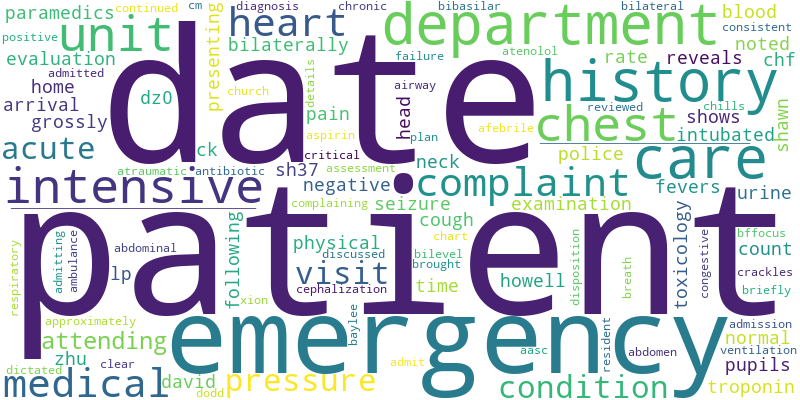 paramedics continued cm diagnosis chronic bibasilar bilateral blood
positive unit date heart department consistent
evaluation presenting bilaterally failure atenolol rate reveals noted
admitted details airway history chf
home dz0 pain head reviewed chills
arrival church aspirin plan afebrile chest shows shawn
grossly critical intubated
acute ck atraumatic antibiotic sh37 assessment neck police care
intensive negative complaint fevers urine
complaining seizure examination
patient following cough toxicology
respiratory admitting ambulance abdominal physical chart bffocus
lp visit discussed bilevel brought time howell disposition breath congestive count
cephalization crackles
xion briefly
approximately baylee emergency resident admission
attending normal
zhu clear aasc abdomen ventilation
dictated admit pupils
medical david dodd pressure condition troponin